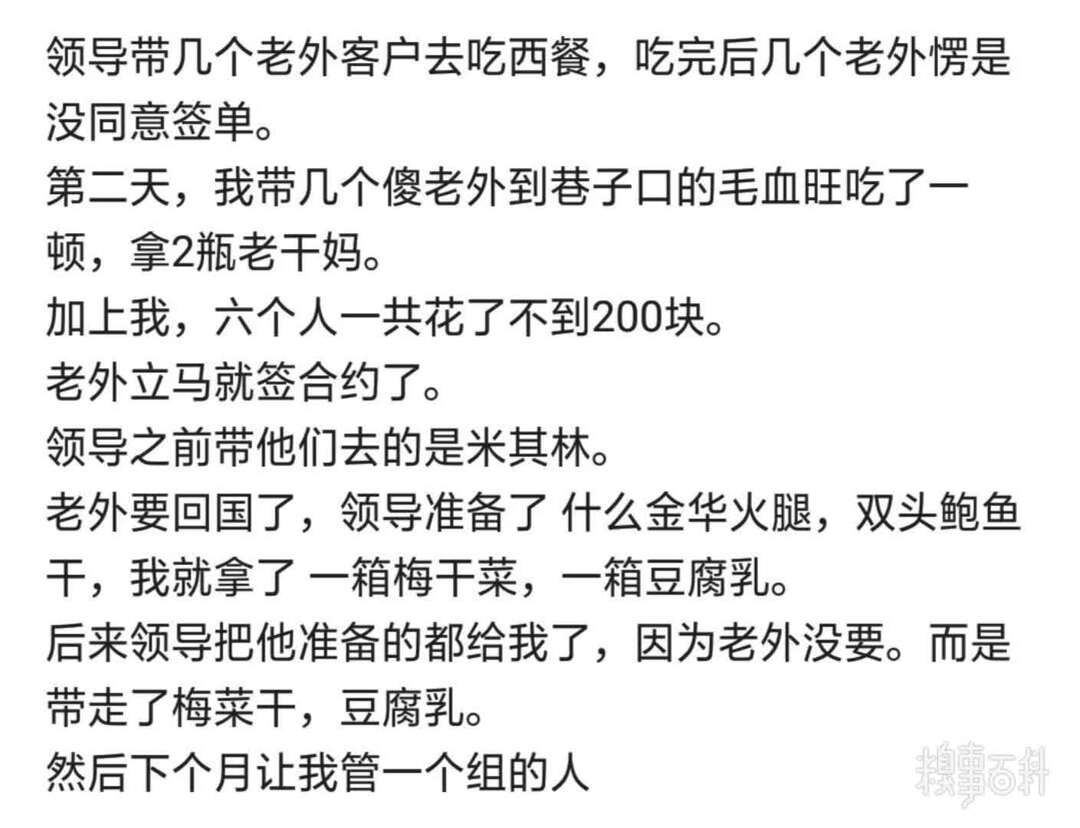 领导带几个老外客户去吃西餐，吃完后几个老外愣是
没同意签单。
第二天，我带几个傻老外到巷子口的毛血旺吃了一
顿，拿2瓶老干妈。
加上我，六个人一共花了不到200块。
老外立马就签合约了。
领导之前带他们去的是米其林。
老外要回国了，领导准备了 什么金华火腿，双头鲍鱼
干，我就拿了 一箱梅干菜，一箱豆腐乳。
后来领导把他准备的都给我了，因为老外没要。而是
带走了梅菜干，豆腐乳。
然后下个月让我管一个组的人
糗事百科